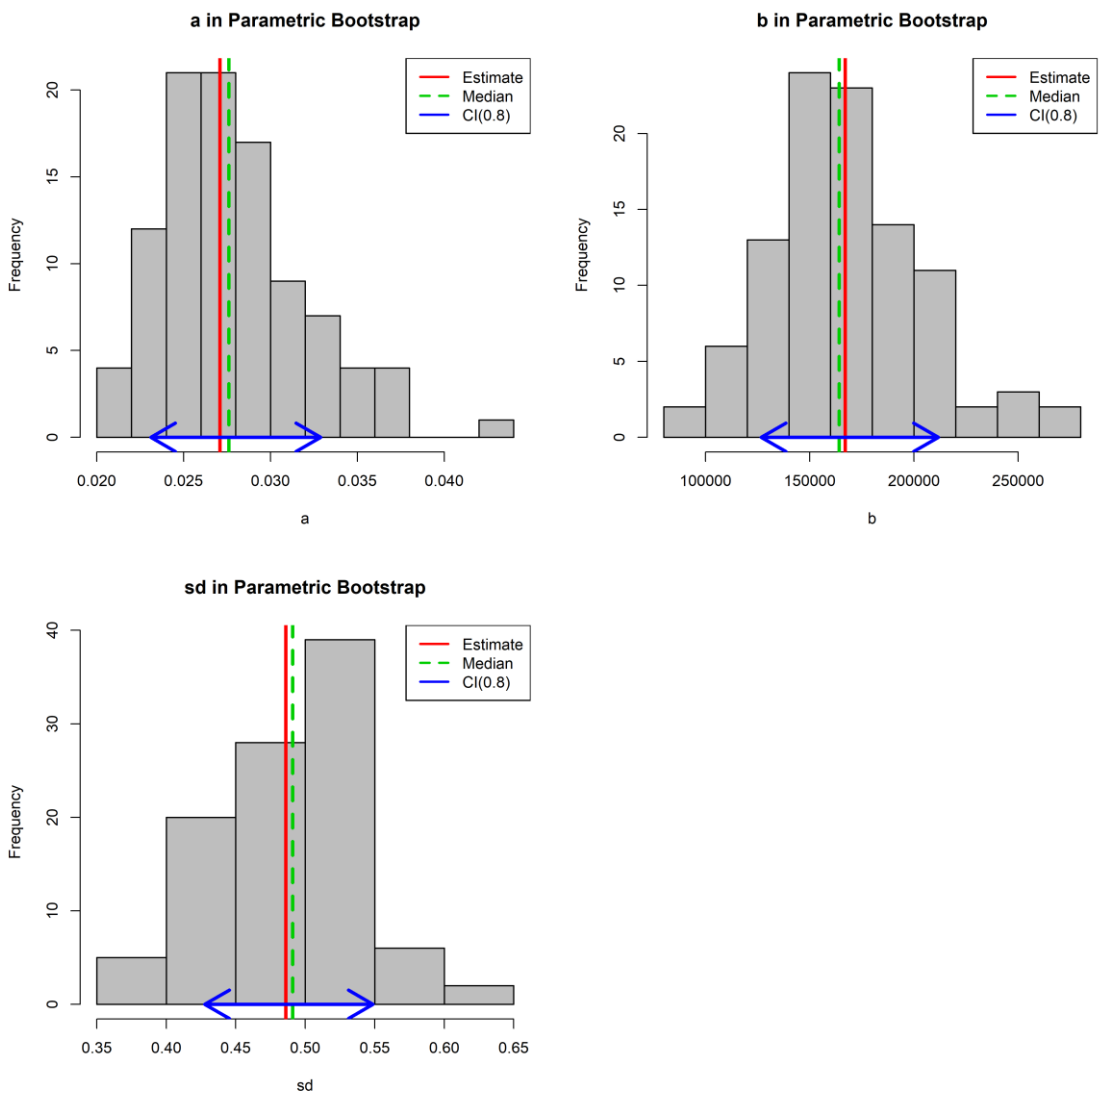 a in Parametric Bootstrap
Estimate
Median
CI(0.8)
Frequency
0
5
10
15
20
0.020
0.025
0.030
0.035
0.040
a
b in Parametric Bootstrap
Estimate
Median
CI(0.8)
Frequency
0
5
10
15
20
100000
150000
200000
250000
b
sd in Parametric Bootstrap
Estimate
Median
CI(0.8)
Frequency
0
10
20
30
40
0.35
0.40
0.45
0.50
0.55
0.60
0.65
sd